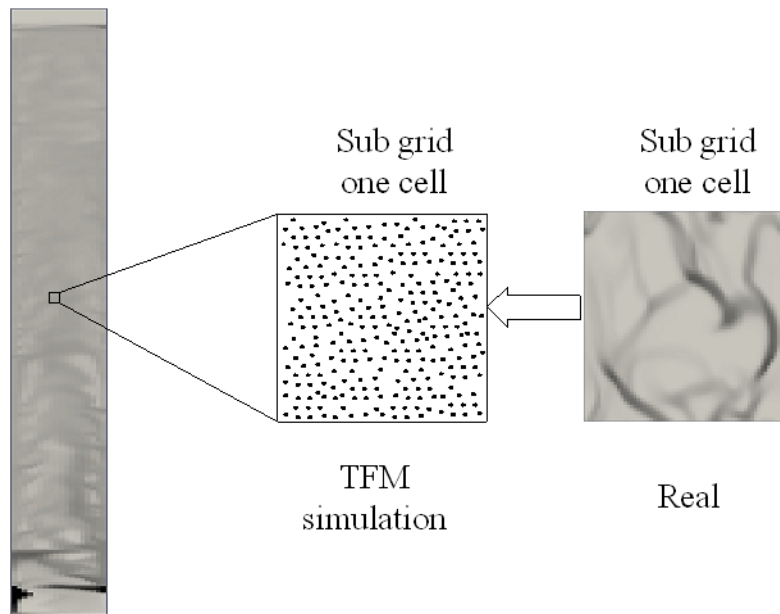 Sub grid
one cell
Sub grid
one cell
TFM
simulation
Real